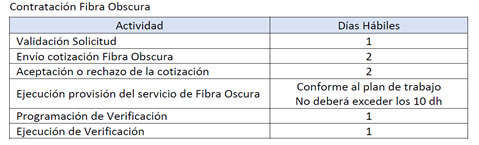 Contratación Fibra Obscura
Actividad Días Hábiles
Validación Solicitud 1
Envío cotización Fibra Obscura 2
Aceptación o rechazo de la cotización 2
Ejecución provisión del servicio de Fibra Oscura Conforme al plan de trabajo
No deberá exceder los 10 dh
Programación de Verificación 1
Ejecución de Verificación 1